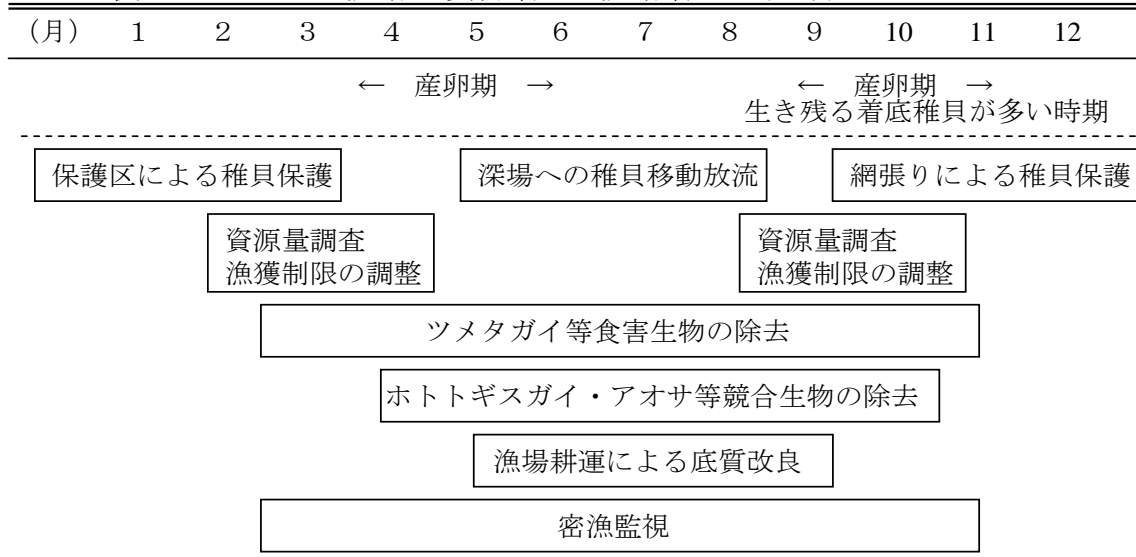 (月) 1 2 3 4 5 6 7 8 9 10 11 12
← 産卵期 → ← 産卵期 →
生き残る着底稚貝が多い時期
保護区による稚貝保護 深場への稚貝移動放流 網張りによる稚貝保護
資源量調査 資源量調査
漁獲制限の調整 漁獲制限の調整
ツメタガイ等食害生物の除去
ホトトギスガイ・アオサ等競合生物の除去
漁場耕運による底質改良
密漁監視